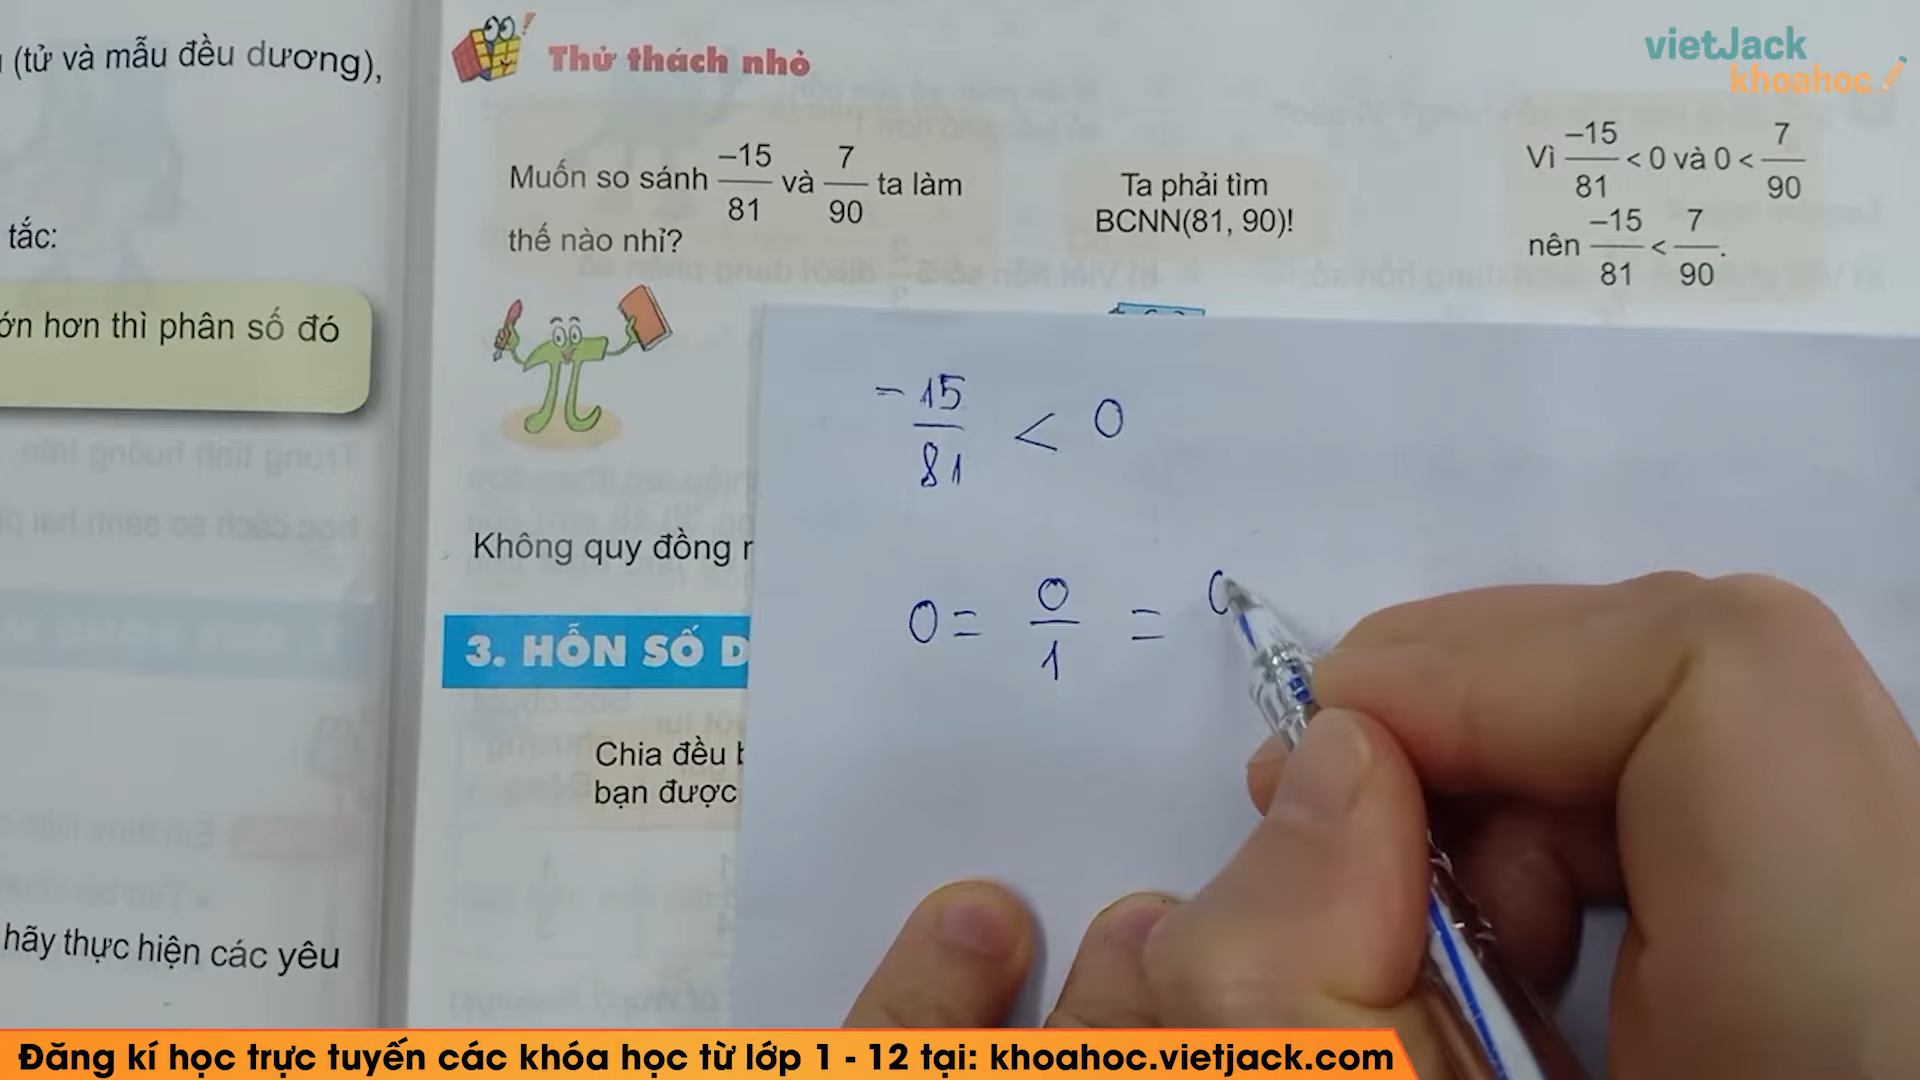 (tử và mẫu đều dương),
tắc:
ớn hơn thì phân số đó
hãy thực hiện các yêu
Thử thách nhỏ
Muốn so sánh −15/81 và 7/90 ta làm
thế nào nhỉ?
Ta phải tìm
BCNN(81, 90)!
Vì −15/81 < 0 và 0 < 7/90
nên −15/81 < 7/90.
-15/81 < 0
0 = 0/1 = 0
Không quy đồng
3. HỖN SỐ D
Chia đều
bạn được
vietJack
khoahoc
Đăng kí học trực tuyến các khóa học từ lớp 1 - 12 tại: khoahoc.vietjack.com